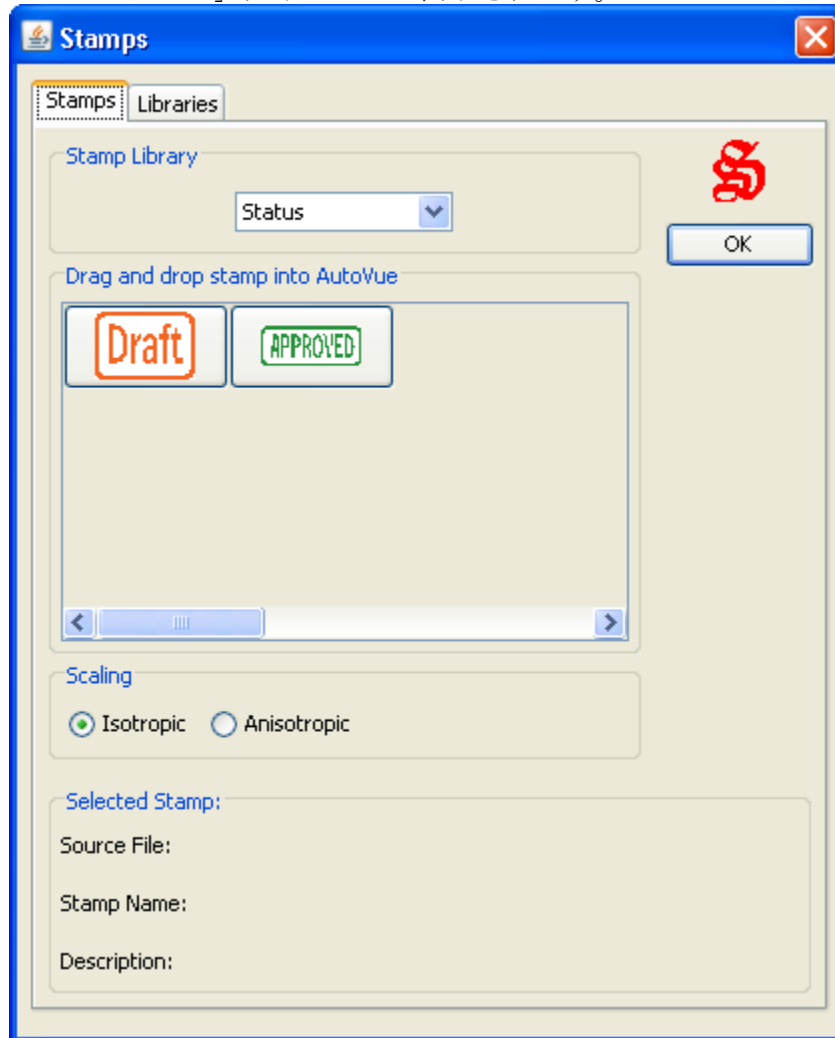 Stamps
Stamps Libraries
Stamp Library
Status
S
OK
Drag and drop stamp into AutoVue
Draft APPROVED
Scaling
Isotropic Anisotropic
Selected Stamp:
Source File:
Stamp Name:
Description: